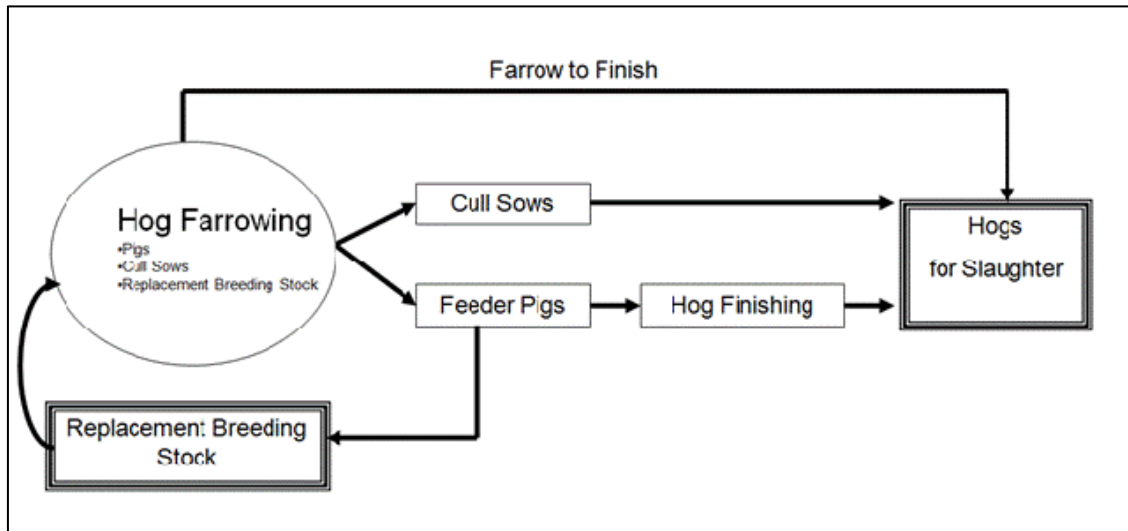 Farrow to Finish
Hog Farrowing
•Pigs
•Cull Sows
•Replacement Breeding Stock
Cull Sows
Hogs
for Slaughter
Feeder Pigs
Hog Finishing
Replacement Breeding
Stock